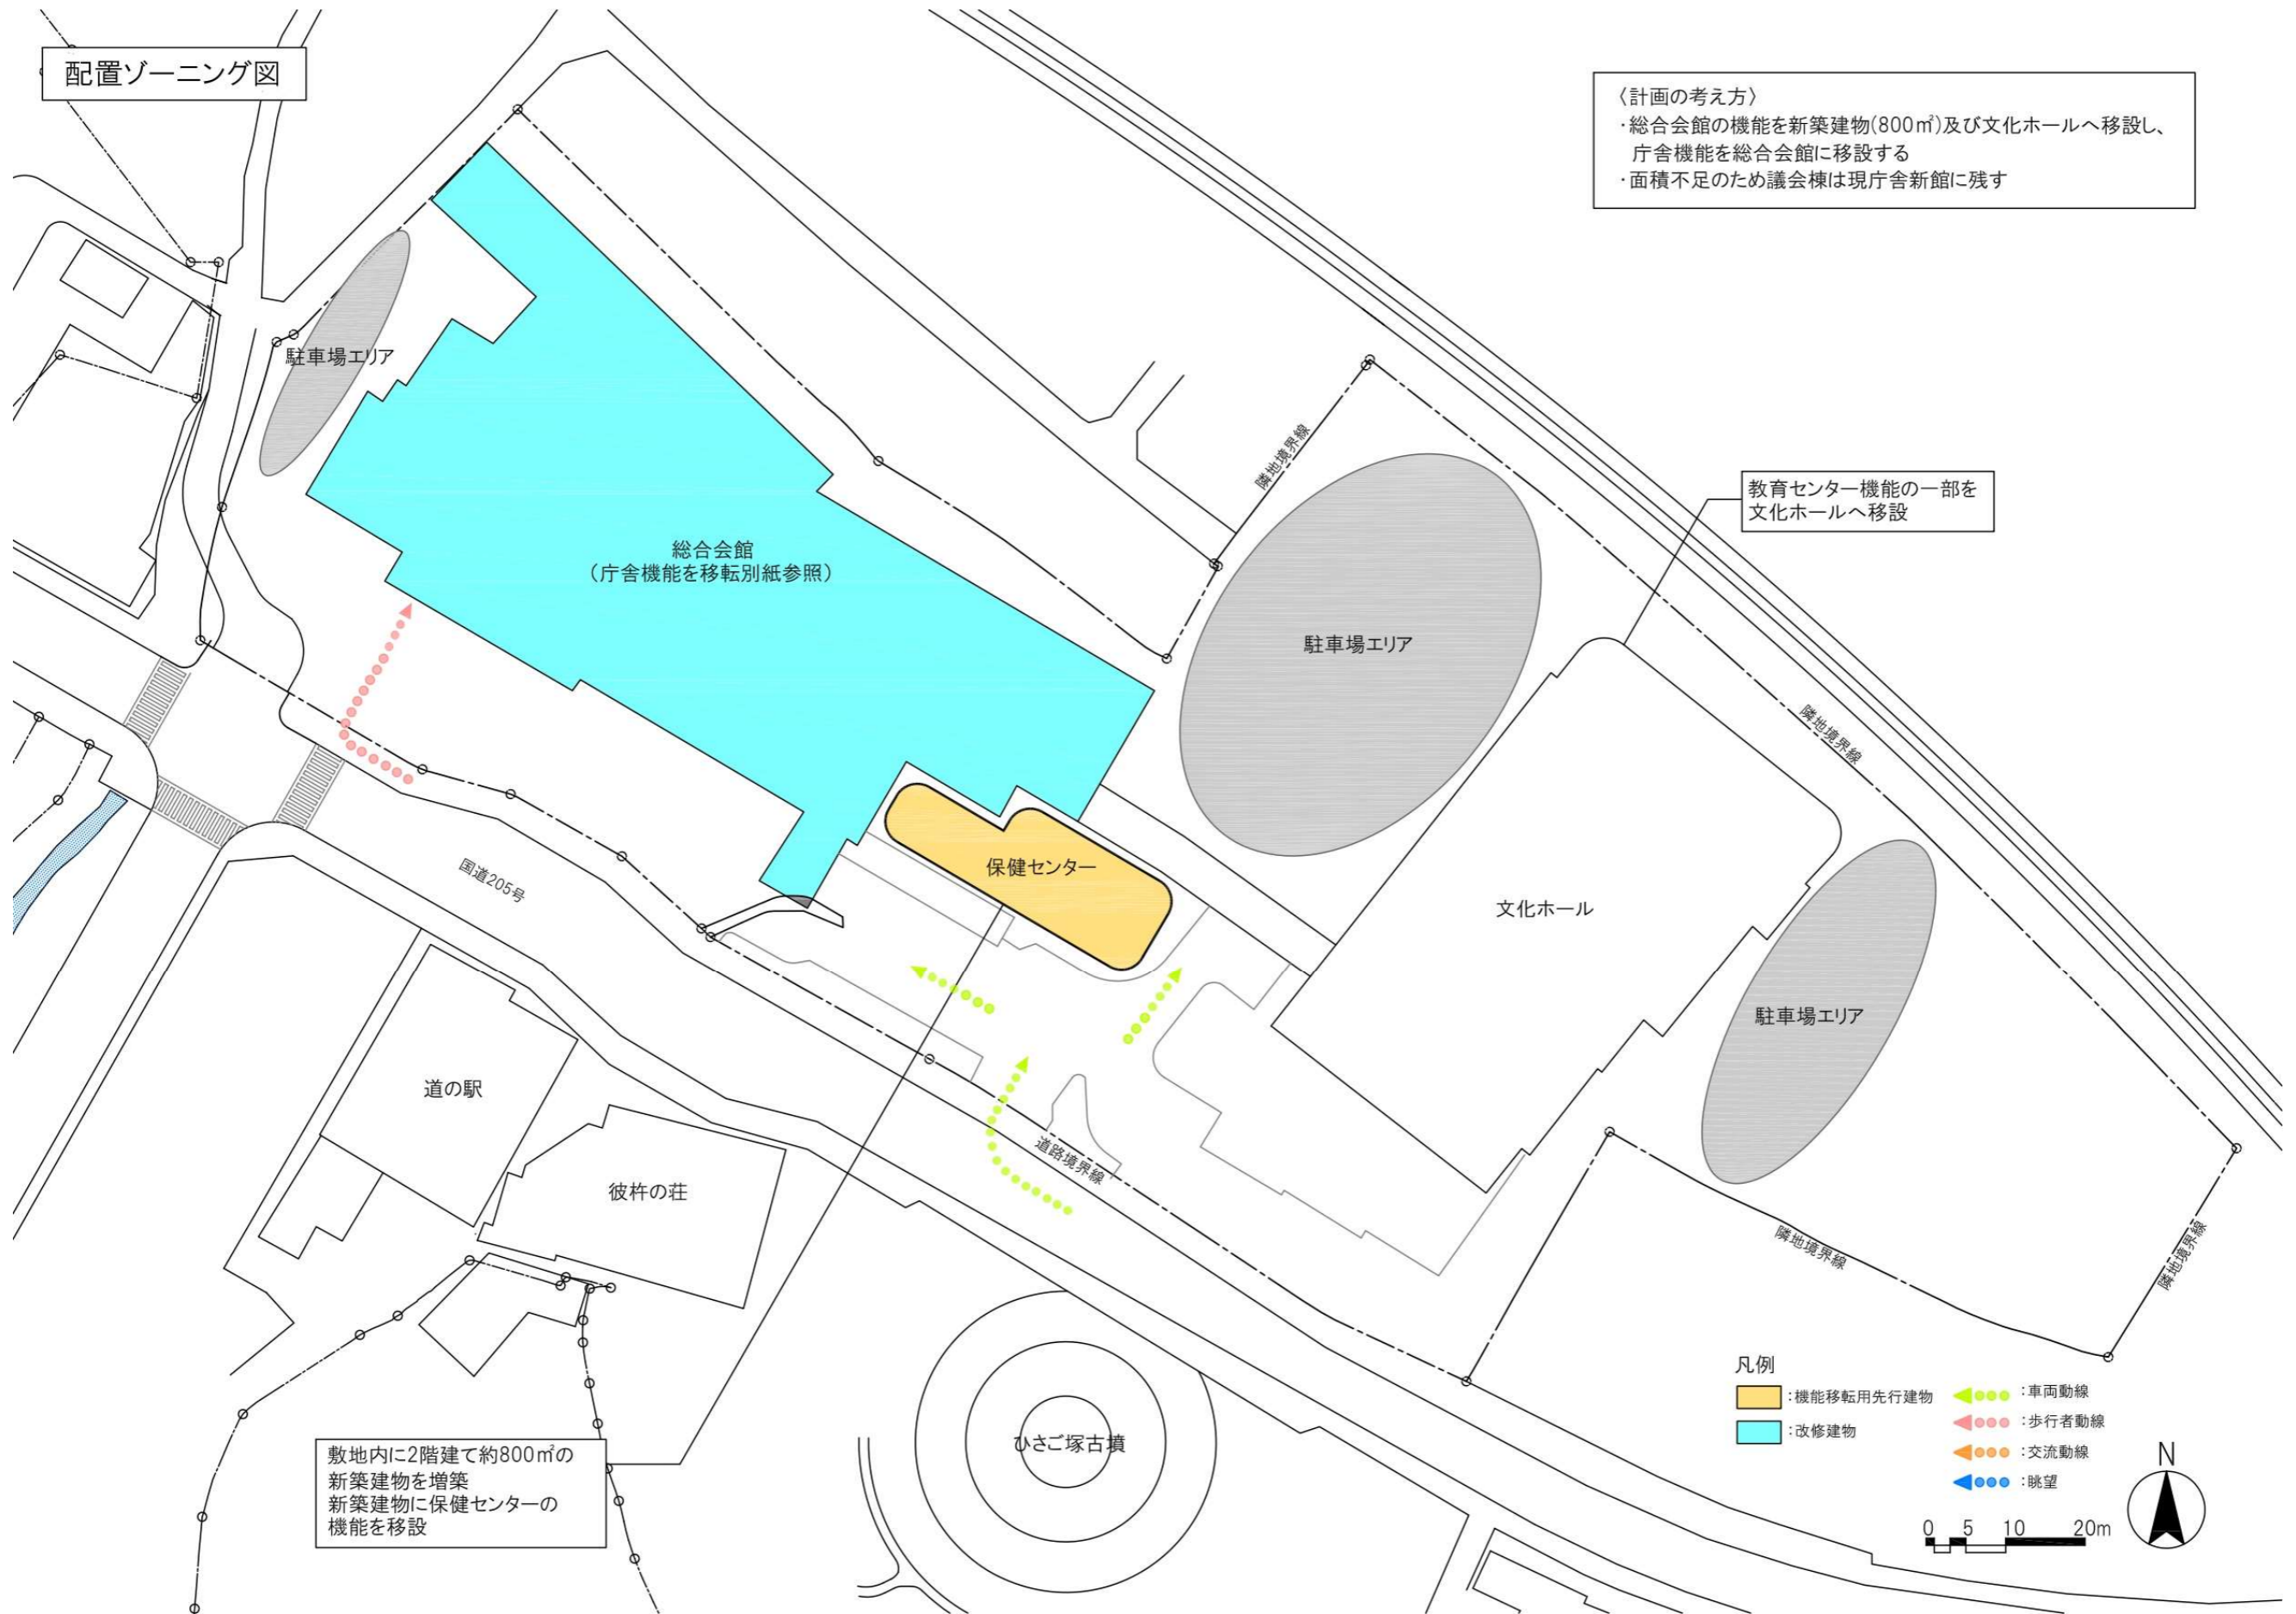 配置ゾーニング図
〈計画の考え方〉
・総合会館の機能を新築建物(800㎡)及び文化ホールへ移設し、
庁舎機能を総合会館に移設する
・面積不足のため議会棟は現庁舎新館に残す
駐車場エリア
隣地境界線
教育センター機能の一部を
文化ホールへ移設
総合会館
(庁舎機能を移転別紙参照)
駐車場エリア
隣地境界線
保健センター
国道205号
文化ホール
駐車場エリア
道の駅
道路境界線
彼杵の荘
隣地境界線
隣地境界線
ひさご塚古墳
敷地内に2階建て約800㎡の
新築建物を増築
新築建物に保健センターの
機能を移設
凡例
:機能移転用先行建物
:改修建物
:車両動線
:歩行者動線
:交流動線
:眺望
N
0 5 10 20m